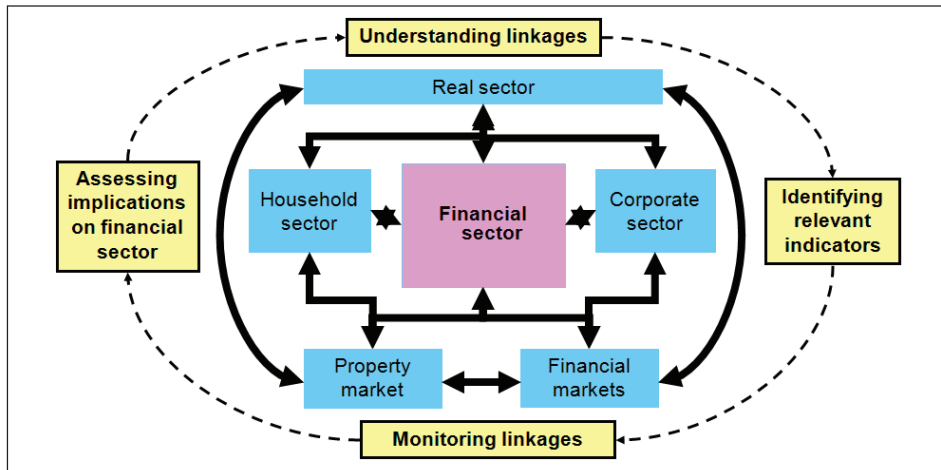 Understanding linkages
Real sector
Assessing
implications
on financial
sector
Household
sector
Financial
sector
Corporate
sector
Identifying
relevant
indicators
Property
market
Financial
markets
Monitoring linkages